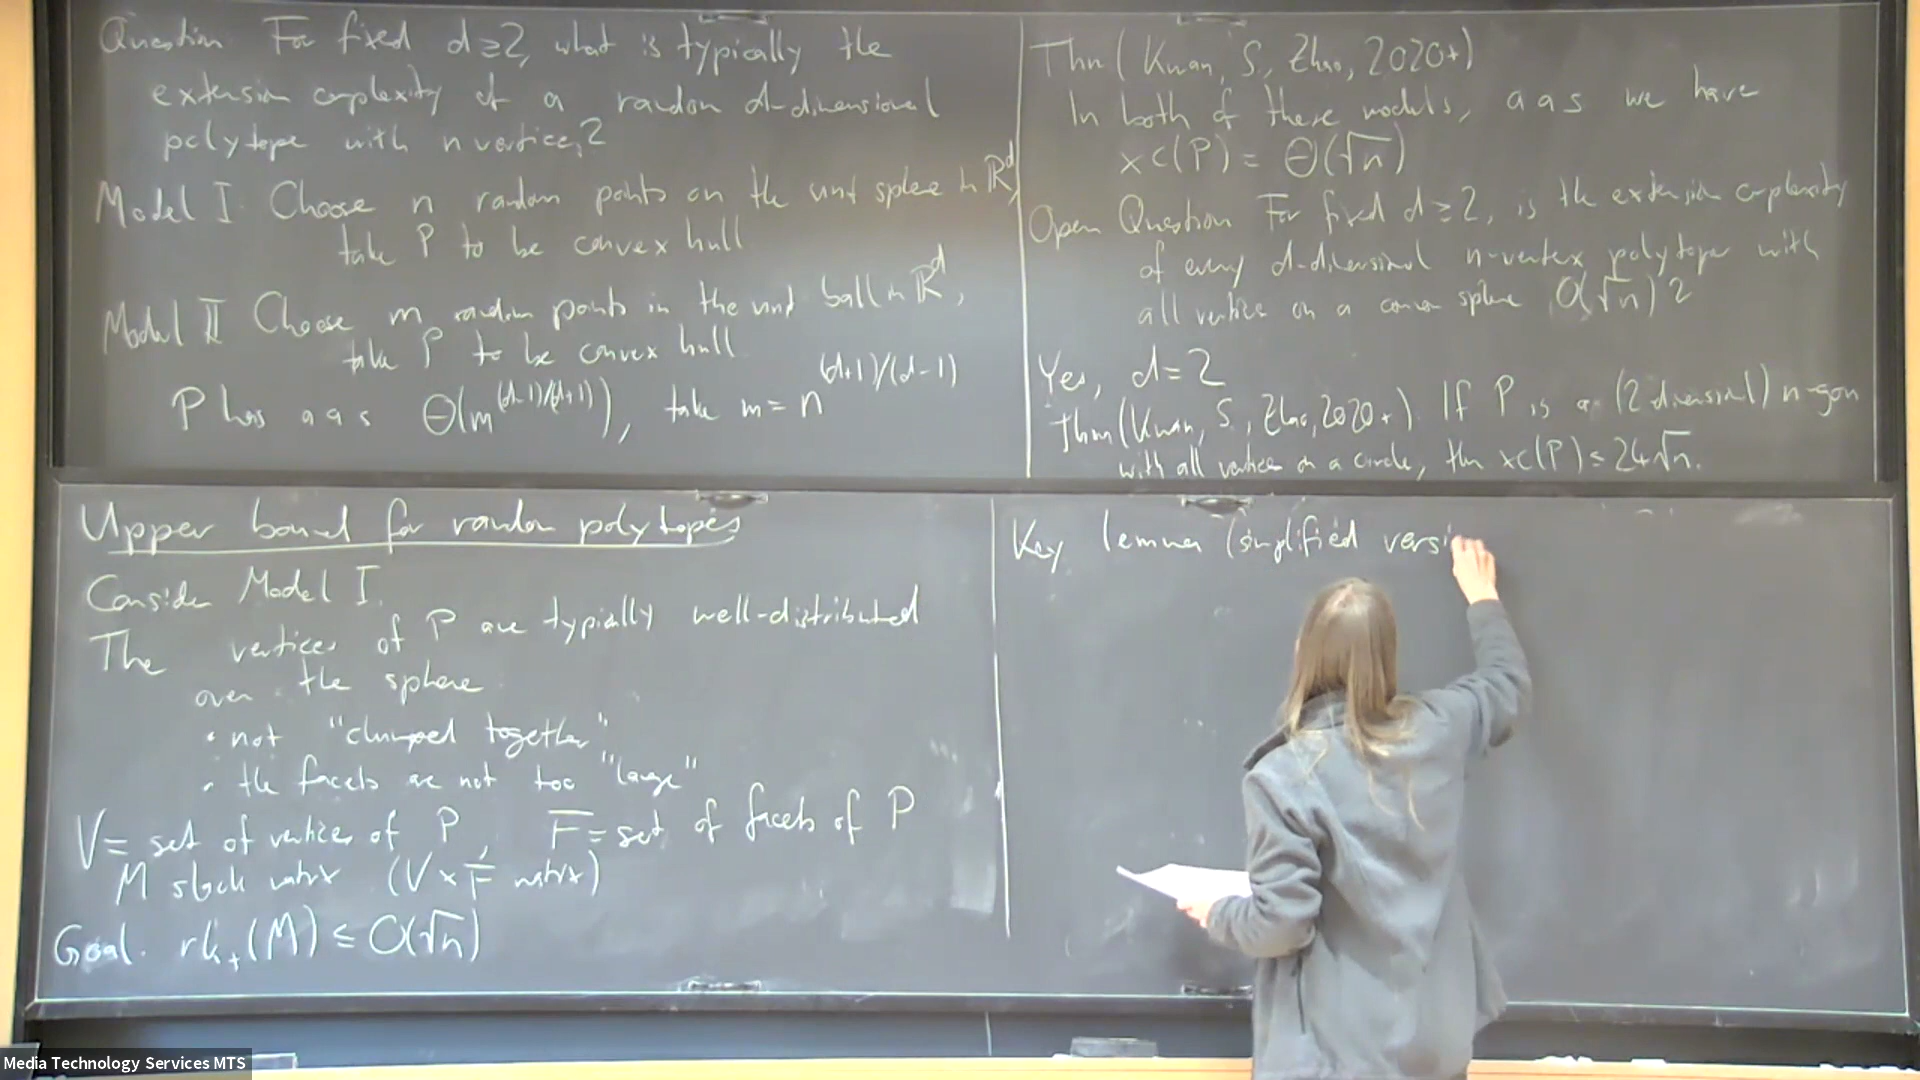 Question For fixed d≥2, what is typically the
extension complexity of a random d-dimensional
polytope with n vertices?
Model I. Choose n random points on the unit sphere in ℝ^d,
take P to be convex hull
Model II Choose m random points in the unit ball in ℝ^d,
take P to be convex hull
P has aas Θ(m^{(d-1)/(d+1)}), take m = n^{(d+1)/(d-1)}
Thm (Kwan, S, Zhao, 2020+)
In both of these models, aas we have
xc(P) = Θ(√n)
Open Question For fixed d≥2, is the extension complexity
of every d-dimensional n-vertex polytope with
all vertices on a common sphere O(√n)?
Yes, d=2
Thm (Kwan, S., Zhao, 2020+) If P is a (2 dimensional) n-gon
with all vertices on a circle, then xc(P) ≤ 24√n.
Upper bound for random polytopes
Consider Model I.
The vertices of P are typically well-distributed
over the sphere
• not "clumped together"
• the facets are not too "large"
V = set of vertices of P, F = set of facets of P
M slack matrix (V × F matrix)
Goal. rk₊(M) ≤ O(√n)
Key lemma (simplified versi
Media Technology Services MTS